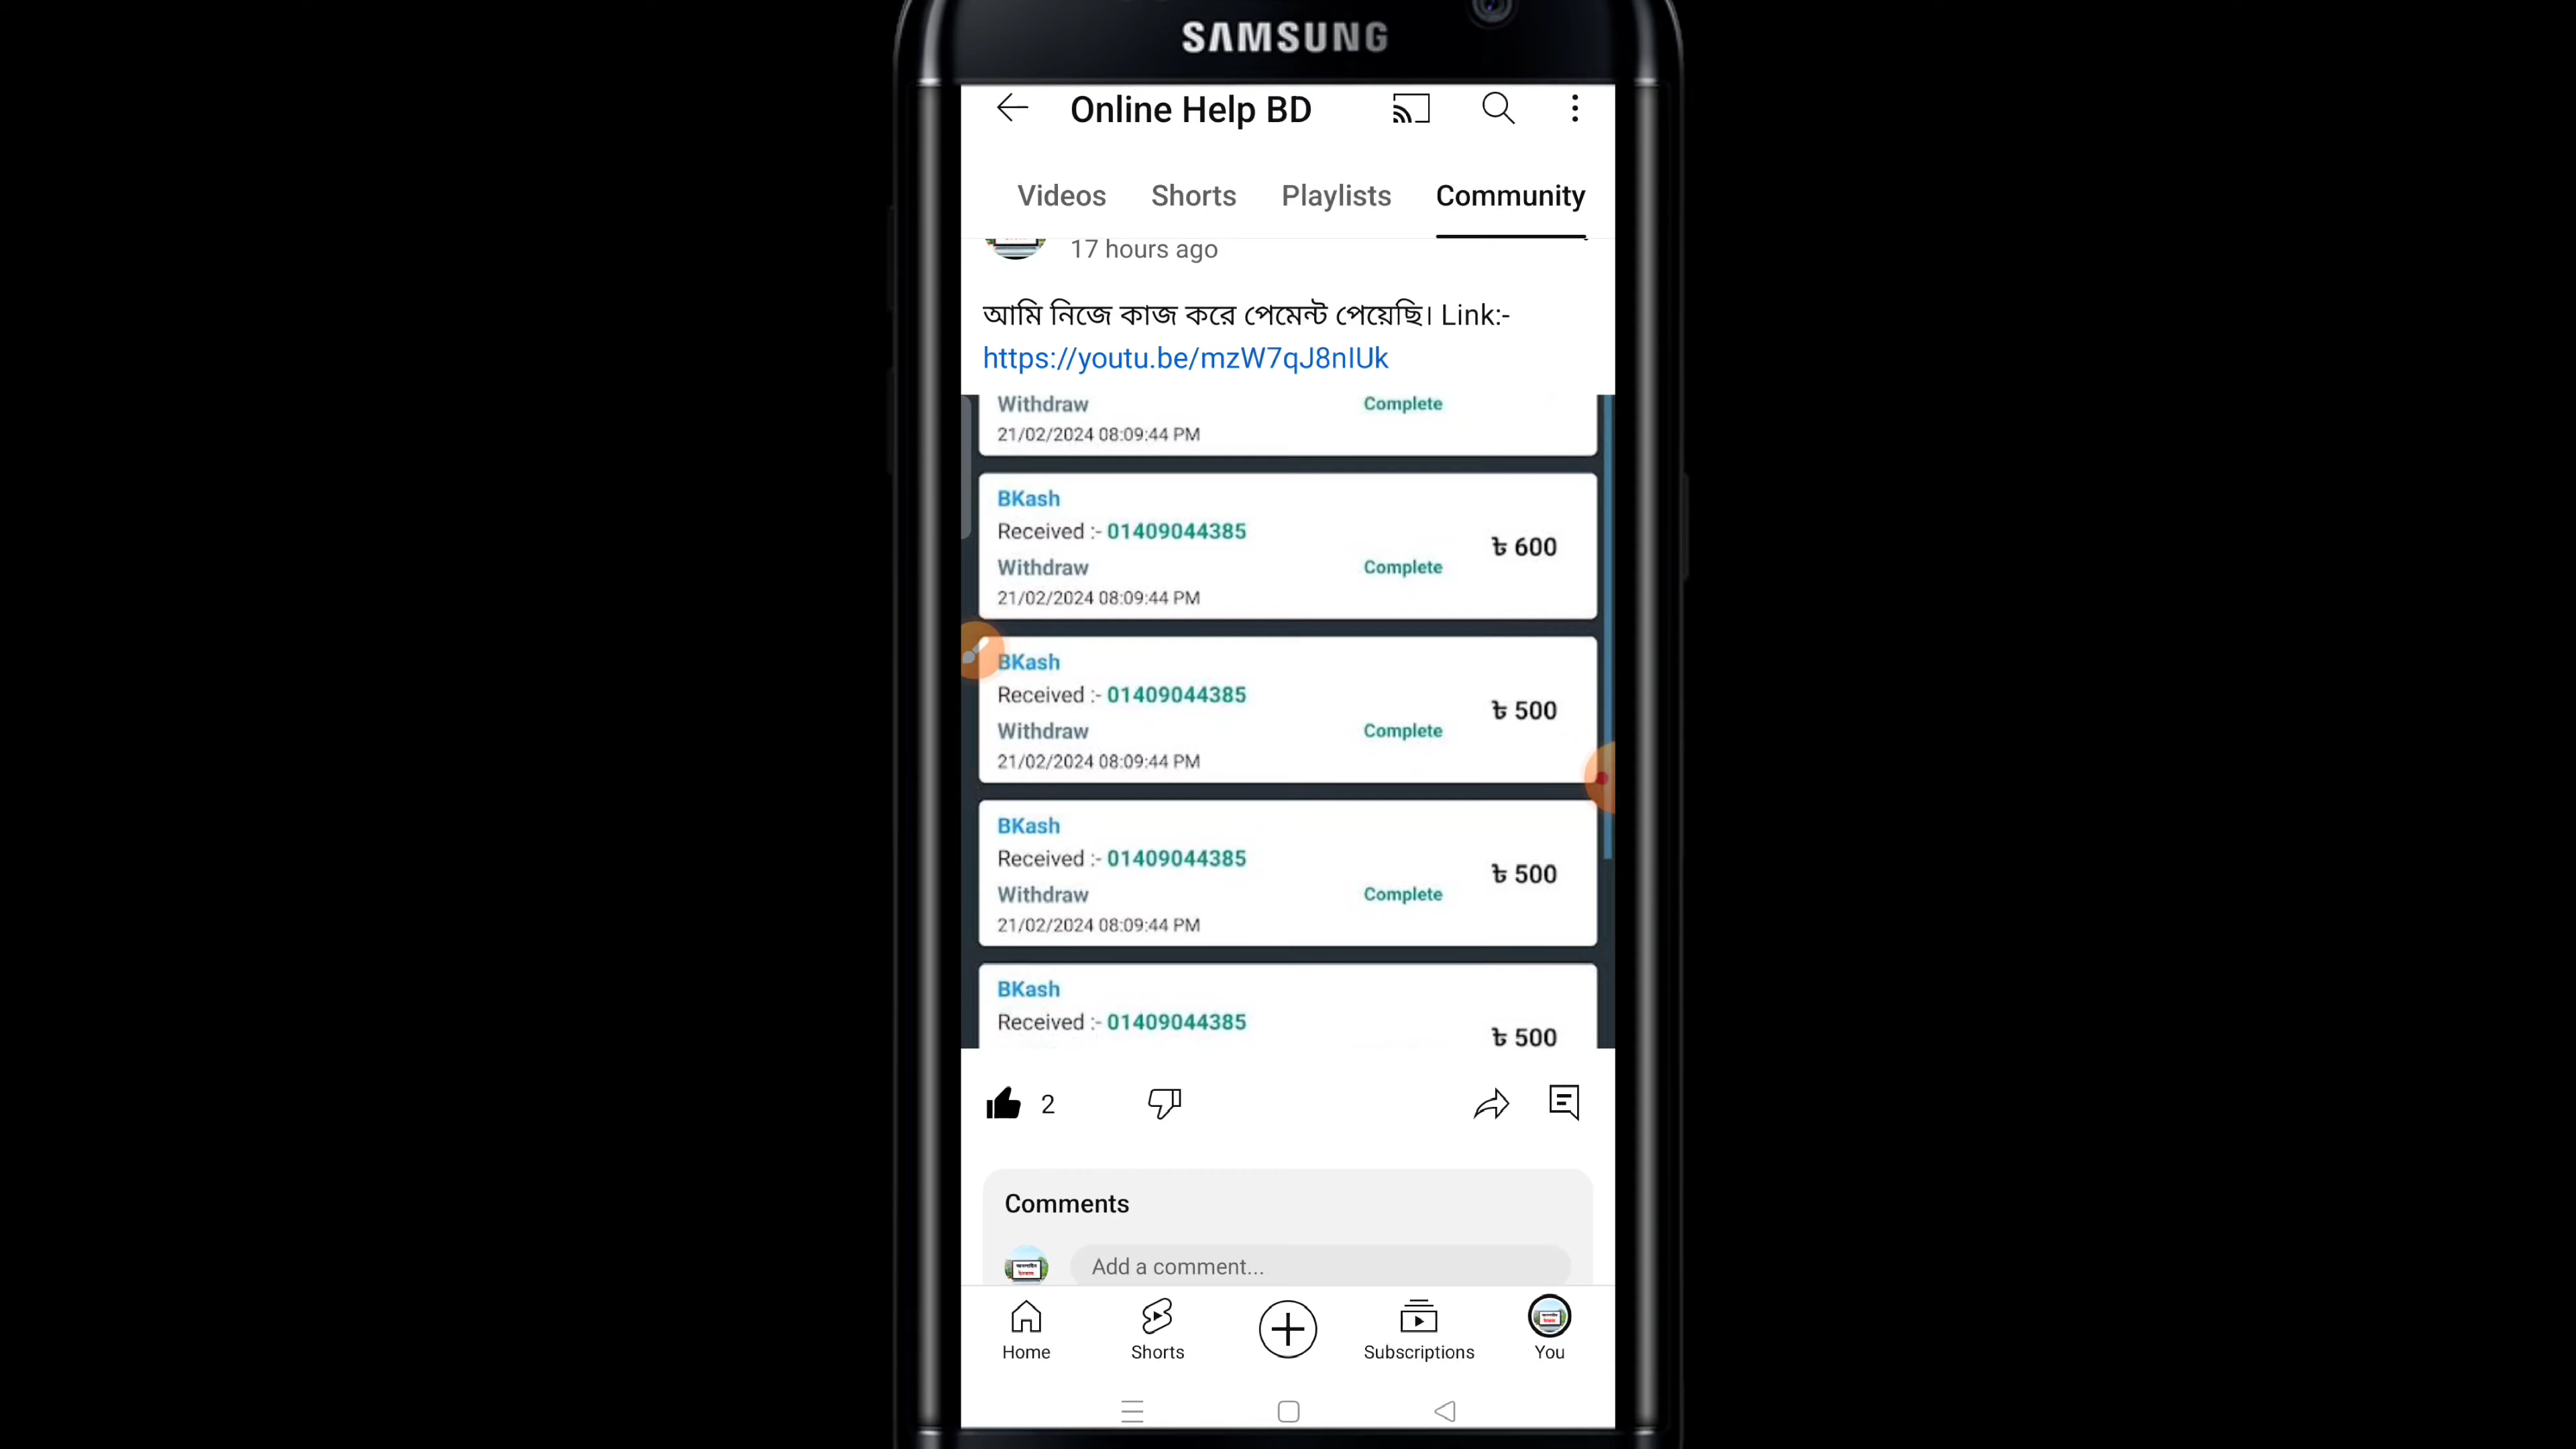 SAMSUNG
Online Help BD
Videos Shorts Playlists Community
17 hours ago
আমি নিজে কাজ করে পেমেন্ট পেয়েছি। Link:-
https://youtu.be/mzW7qJ8nIUk
Withdraw Complete
21/02/2024 08:09:44 PM
BKash
Received :- 01409044385
৳ 600
Withdraw Complete
21/02/2024 08:09:44 PM
BKash
Received :- 01409044385
৳ 500
Withdraw Complete
21/02/2024 08:09:44 PM
BKash
Received :- 01409044385
৳ 500
Withdraw Complete
21/02/2024 08:09:44 PM
BKash
Received :- 01409044385
৳ 500
2
Comments
Add a comment...
Home Shorts Subscriptions You